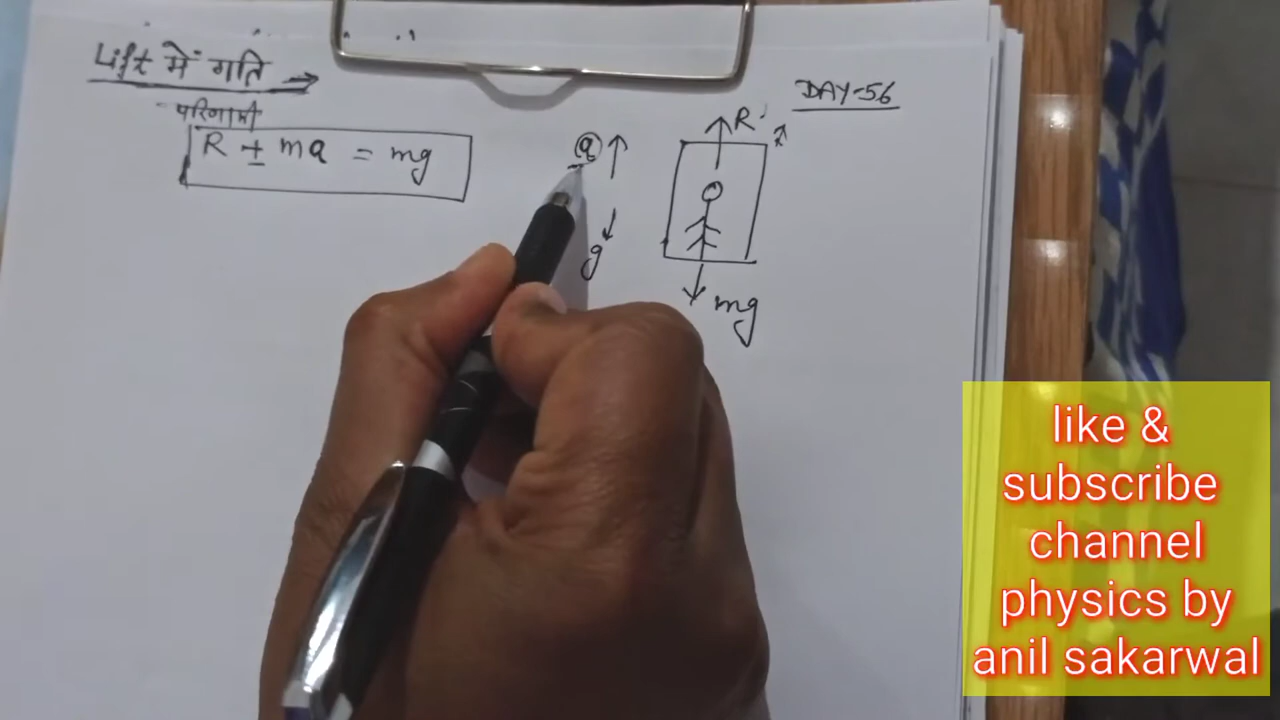 Lift में गति →
DAY-56
परिणामी
R ± ma = mg
a ↑
R
g ↓
mg
like &
subscribe
channel
physics by
anil sakarwal